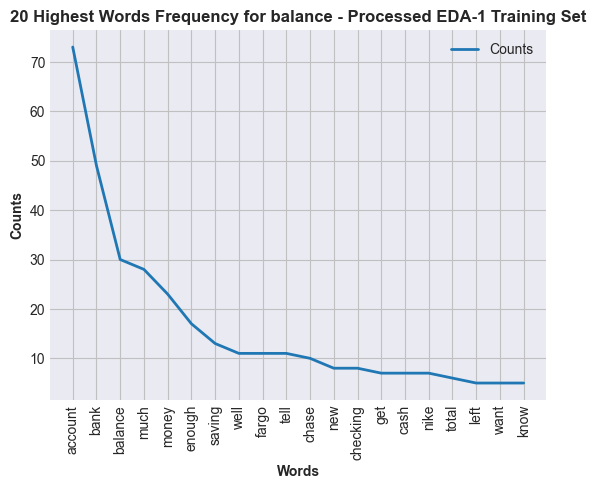 20 Highest Words Frequency for balance - Processed EDA-1 Training Set
Counts
70
60
50
40
30
20
10
Counts
account
bank
balance
much
money
enough
saving
well
fargo
tell
chase
new
checking
get
cash
nike
total
left
want
know
Words